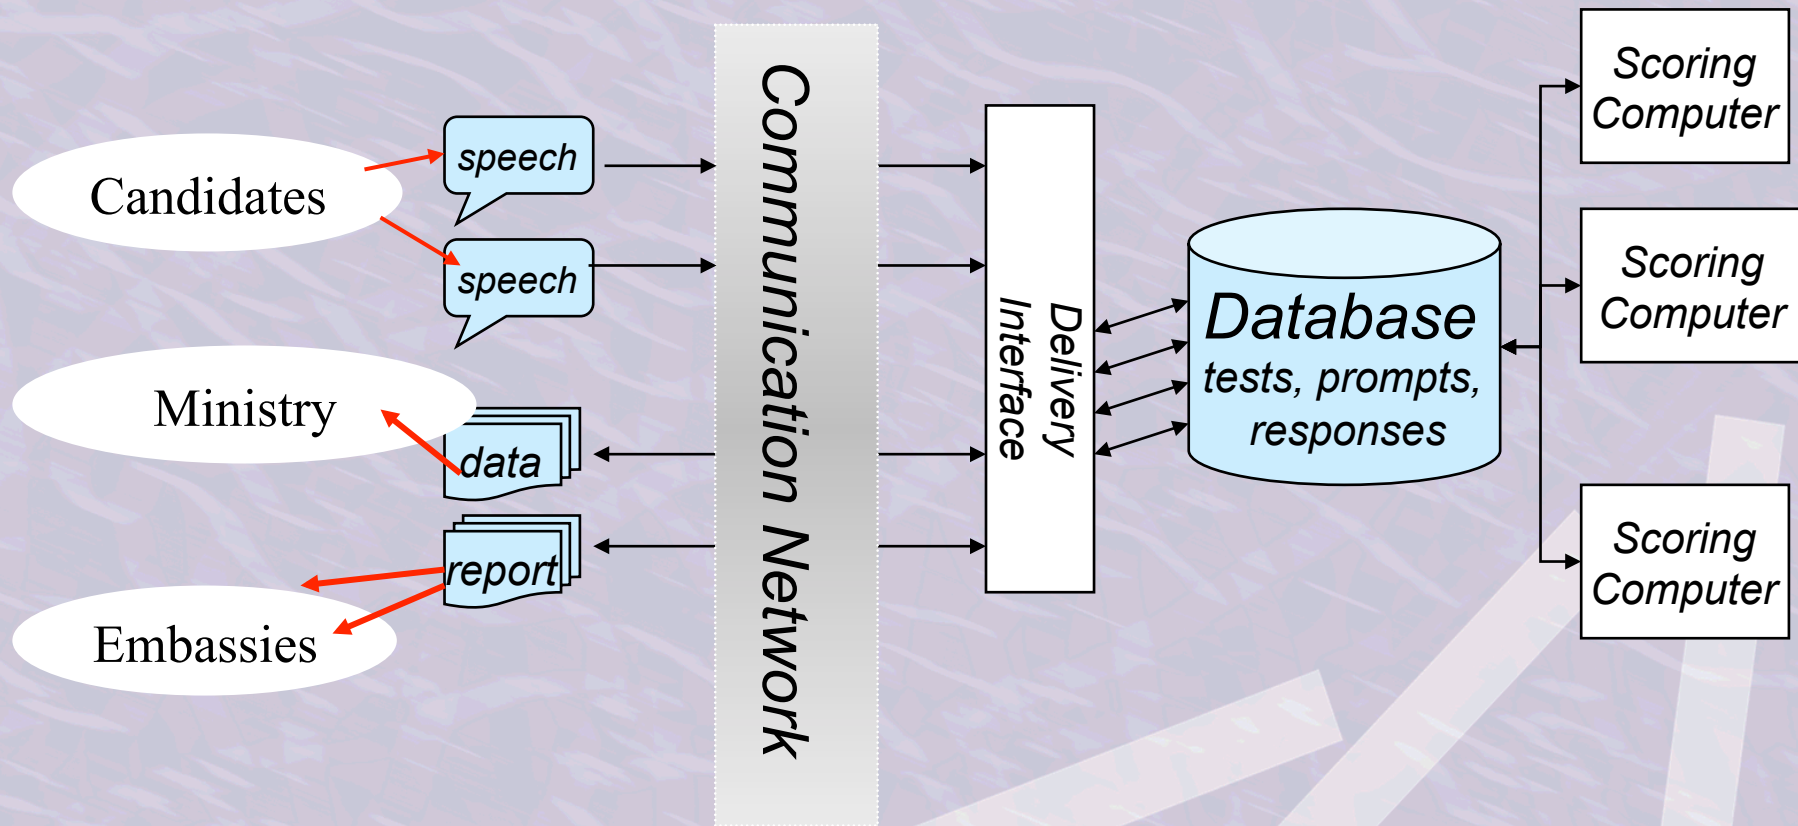 Candidates
speech
speech
Ministry
data
report
Embassies
Communication Network
Delivery
Interface
Database
tests, prompts,
responses
Scoring
Computer
Scoring
Computer
Scoring
Computer